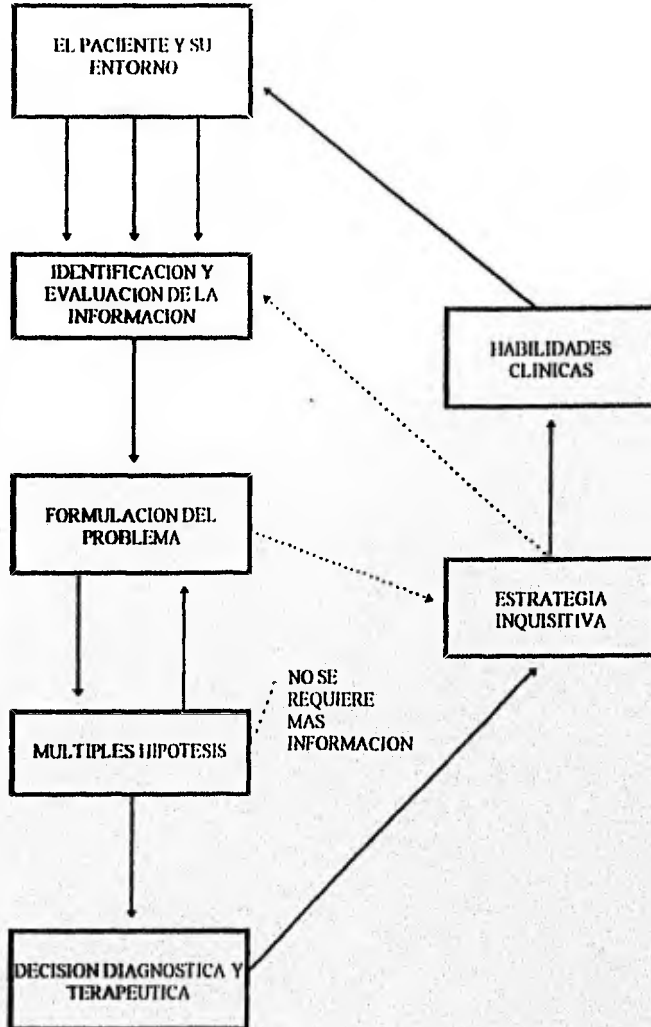 EL PACIENTE Y SU
ENTORNO
IDENTIFICACION Y
EVALUACION DE LA
INFORMACION
HABILIDADES
CLINICAS
FORMULACION DEL
PROBLEMA
ESTRATEGIA
INQUISITIVA
NO SE
REQUIERE
MAS
INFORMACION
MULTIPLES HIPOTESIS
DECISION DIAGNOSTICA Y
TERAPEUTICA